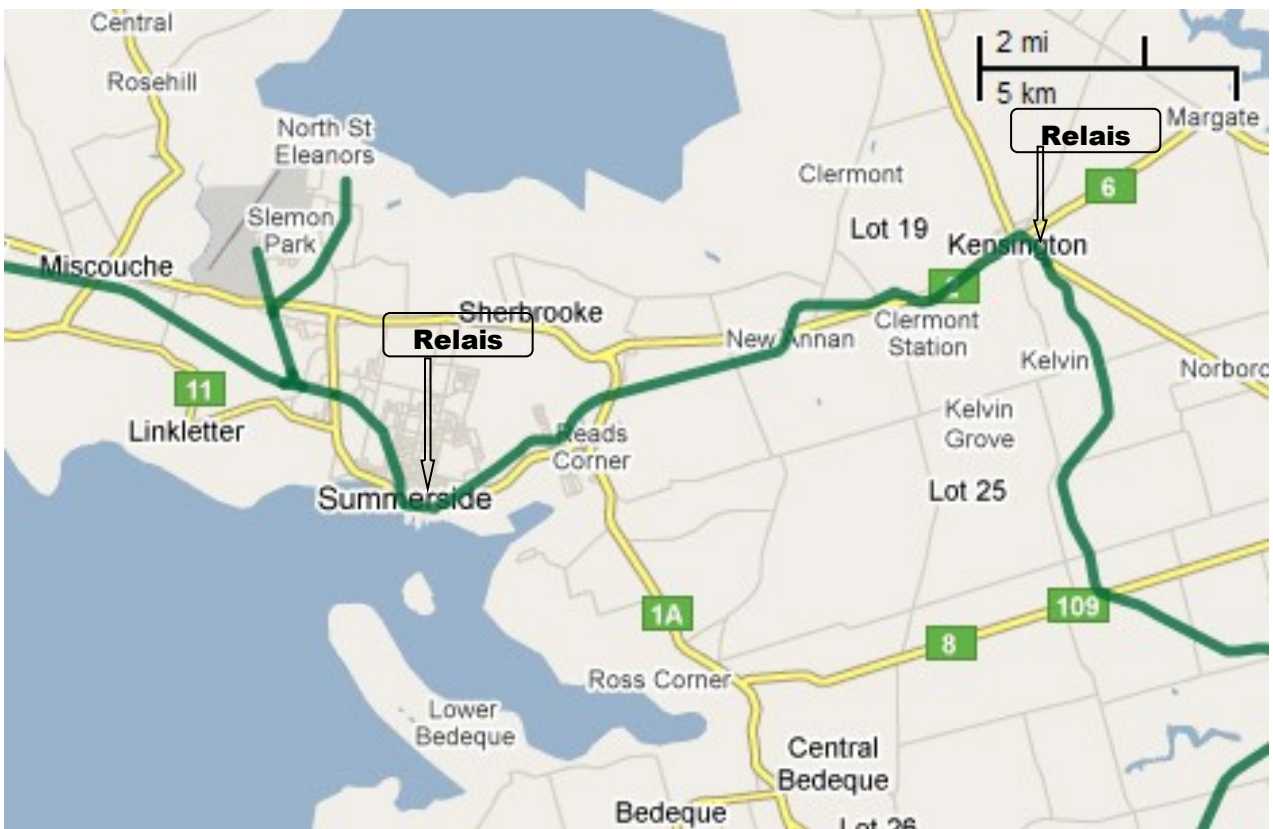 Central
Rosehill
2 mi
5 km
Margate
North St
Eleanors
Relais
Clermont
6
Slemon
Park
Lot 19
Kensington
Miscouche
2
Sherbrooke
Relais
New Annan
Clermont
Station
Kelvin
Norboro
11
Linkletter
Kelvin
Grove
Reads
Corner
Lot 25
Summerside
1A
109
8
Ross Corner
Lower
Bedeque
Central
Bedeque
Bedeque
Lot 26